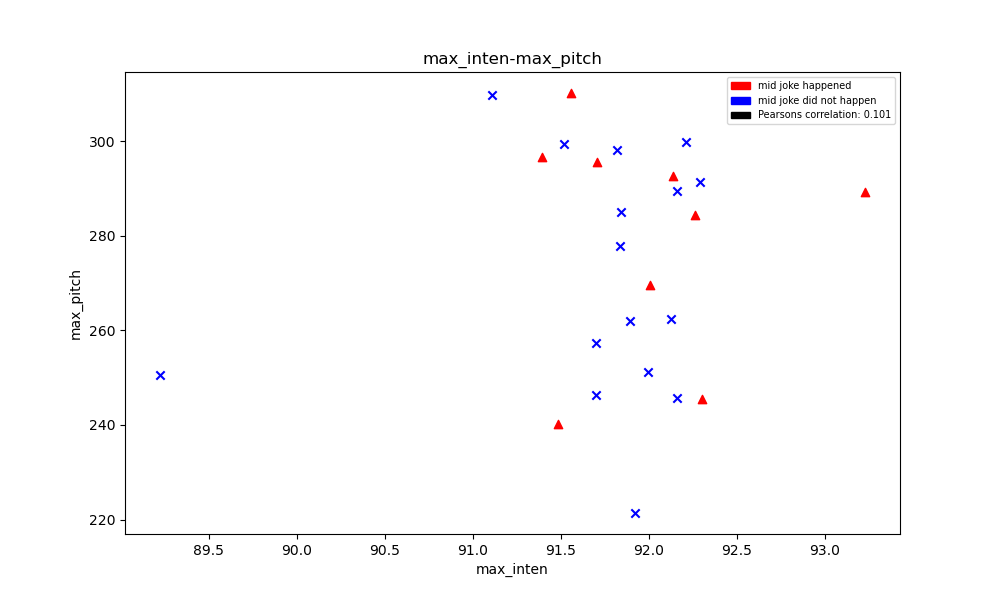 max_inten-max_pitch
mid joke happened
mid joke did not happen
Pearsons correlation: 0.101
300
280
260
240
220
max_pitch
89.5 90.0 90.5 91.0 91.5 92.0 92.5 93.0
max_inten